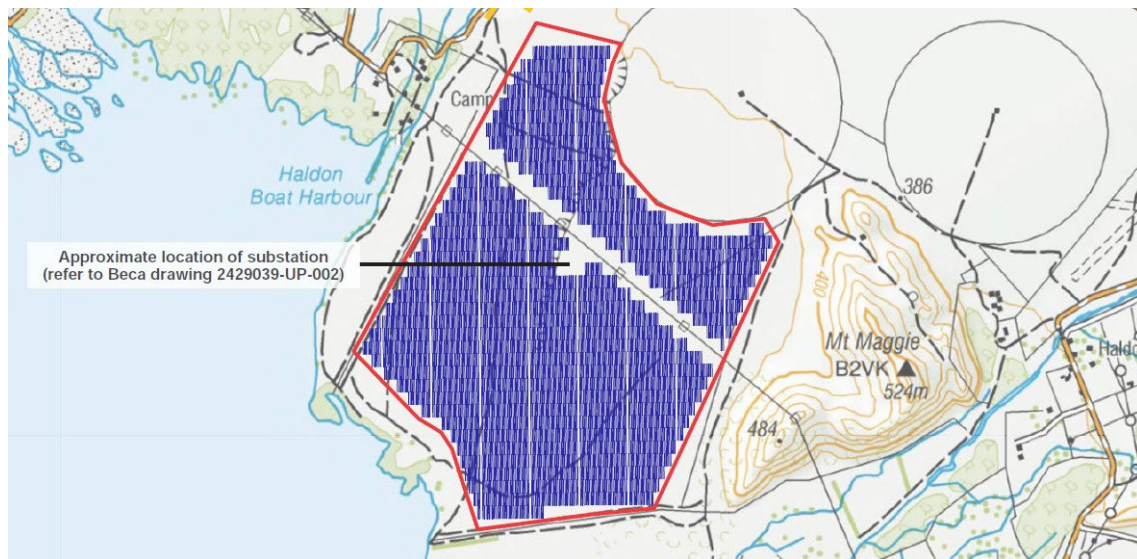 Camp
Haldon
Boat Harbour
Approximate location of substation
(refer to Beca drawing 2429039-UP-002)
386
400
Mt Maggie
B2VK
524m
484
Haldon